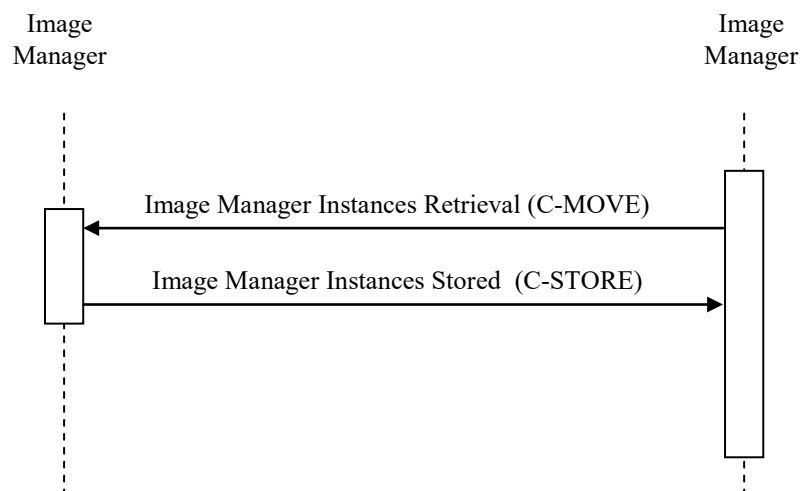 Image
Manager
Image
Manager
Image Manager Instances Retrieval (C-MOVE)
Image Manager Instances Stored  (C-STORE)